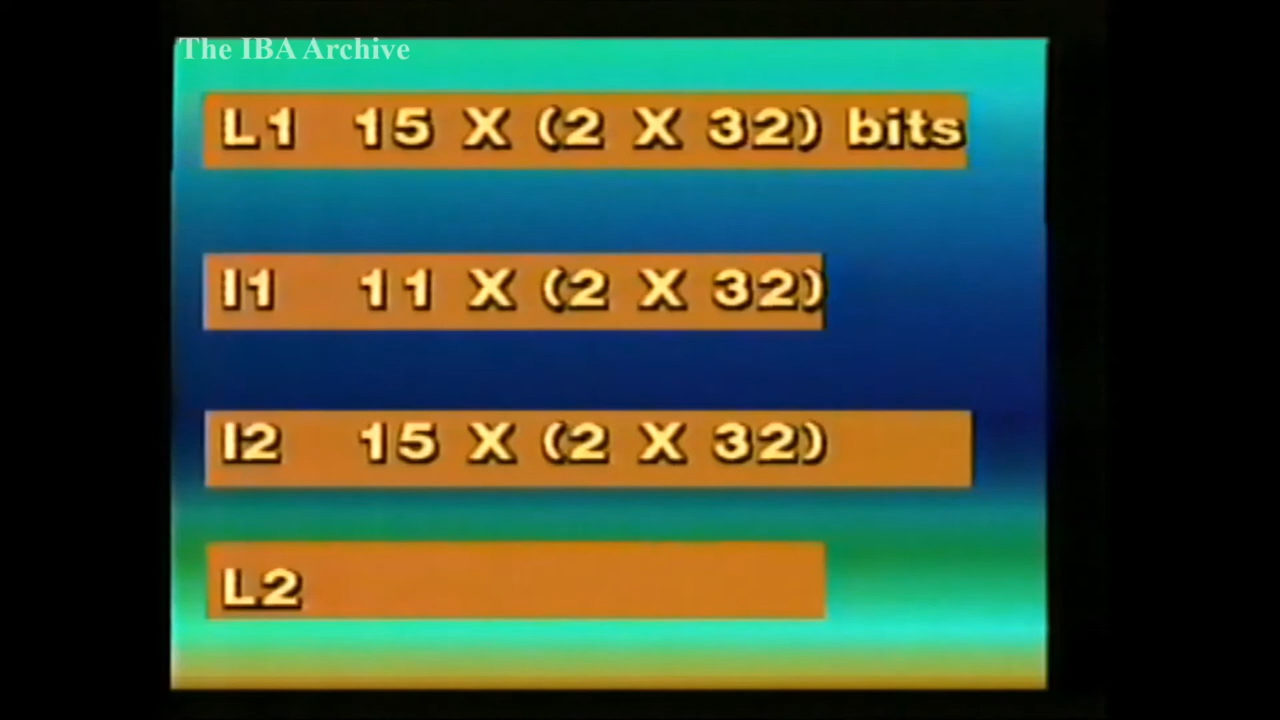 The IBA Archive
L1 15 X (2 X 32) bits
I1 11 X (2 X 32)
I2 15 X (2 X 32)
L2